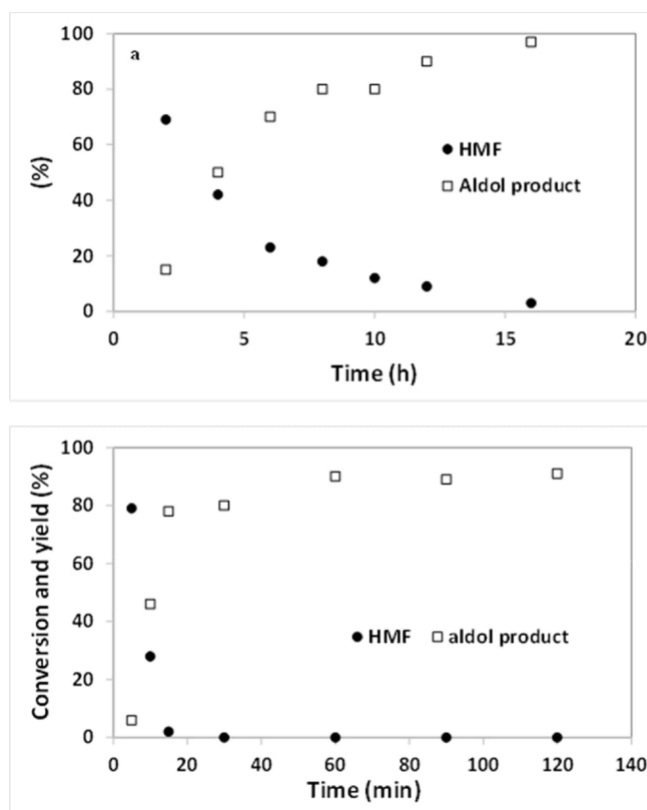 a
100
80
60
40
20
0
(%)
HMF
Aldol product
0 5 10 15 20
Time (h)
100
80
60
40
20
0
Conversion and yield (%)
HMF aldol product
0 20 40 60 80 100 120 140
Time (min)